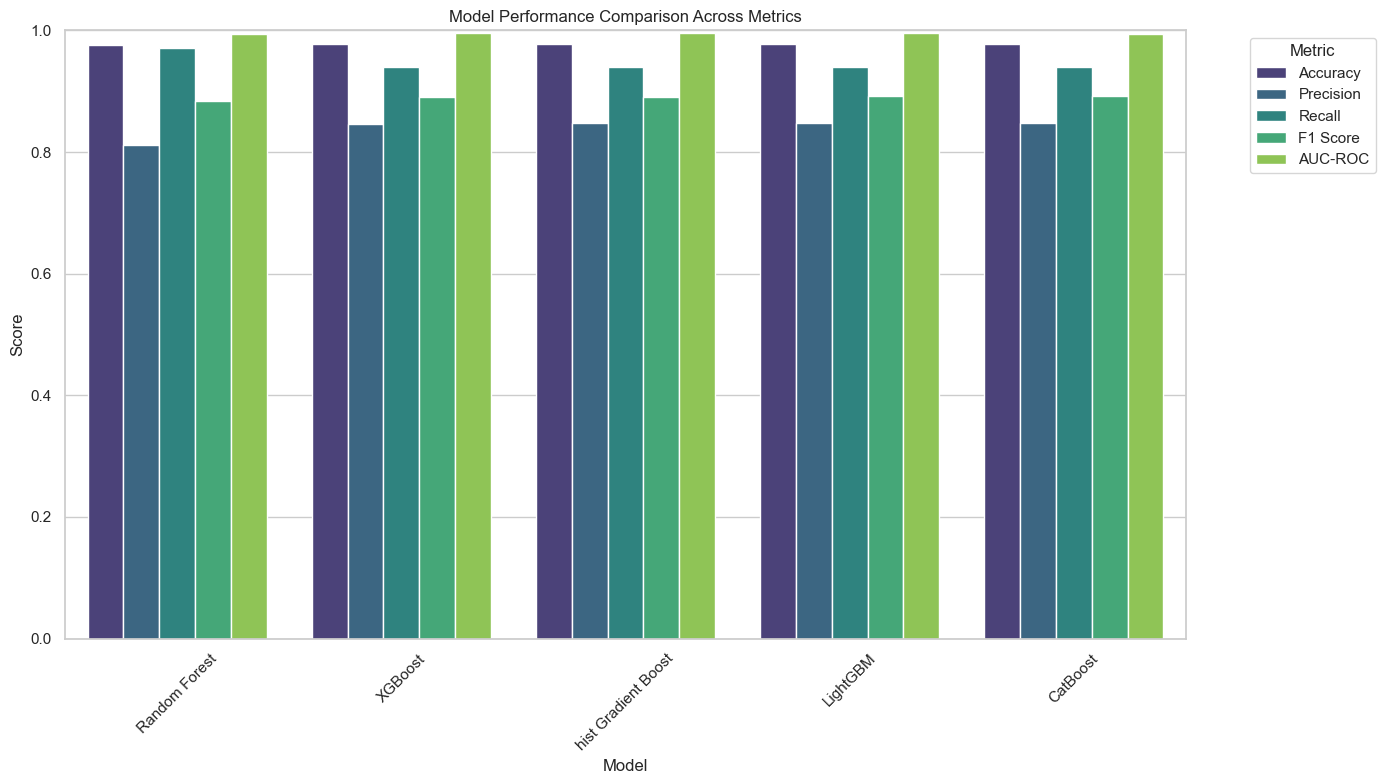 Model Performance Comparison Across Metrics
Metric
Accuracy
Precision
Recall
F1 Score
AUC-ROC
Score
1.0
0.8
0.6
0.4
0.2
0.0
Random Forest
XGBoost
hist Gradient Boost
LightGBM
CatBoost
Model